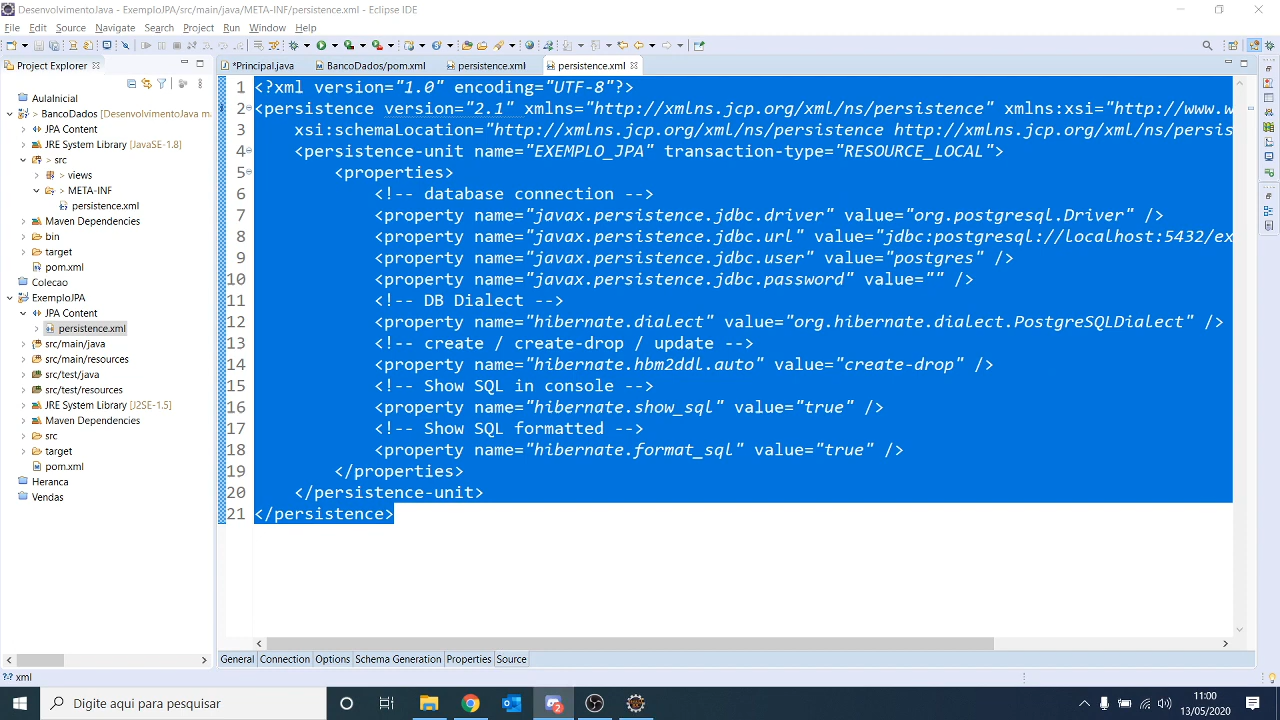 DesenvolvimentoJava - ExemploJPA/src/main/java/META-INF/persistence.xml - Eclipse IDE
File Edit Source Navigate Search Project Run Window Help
Project Explorer
*Principal.java
BancoDados/pom.xml
persistence.xml
persistence.xml
AulaInicial
> BancoDados [DesenvolvimentoJava m
JPA Content
JRE System Library [JavaSE-1.8]
> src
> views
> META-INF
persistence.xml
Maven Dependencies
bin
target
pom.xml
Colecao
ExemploJPA
JPA Content
persistence.xml
src/main/java
src/main/resources
src/test/java
src/test/resources
JRE System Library [J2SE-1.5]
Maven Dependencies
src
target
pom.xml
Heranca
Vendas
1 <?xml version="1.0" encoding="UTF-8"?>
2 <persistence version="2.1" xmlns="http://xmlns.jcp.org/xml/ns/persistence" xmlns:xsi="http://www.w
3 xsi:schemaLocation="http://xmlns.jcp.org/xml/ns/persistence http://xmlns.jcp.org/xml/ns/persis
4 <persistence-unit name="EXEMPLO_JPA" transaction-type="RESOURCE_LOCAL">
5 <properties>
6 <!-- database connection -->
7 <property name="javax.persistence.jdbc.driver" value="org.postgresql.Driver" />
8 <property name="javax.persistence.jdbc.url" value="jdbc:postgresql://localhost:5432/ex
9 <property name="javax.persistence.jdbc.user" value="postgres" />
10 <property name="javax.persistence.jdbc.password" value="" />
11 <!-- DB Dialect -->
12 <property name="hibernate.dialect" value="org.hibernate.dialect.PostgreSQLDialect" />
13 <!-- create / create-drop / update -->
14 <property name="hibernate.hbm2ddl.auto" value="create-drop" />
15 <!-- Show SQL in console -->
16 <property name="hibernate.show_sql" value="true" />
17 <!-- Show SQL formatted -->
18 <property name="hibernate.format_sql" value="true" />
19 </properties>
20 </persistence-unit>
21 </persistence>
General Connection Options Schema Generation Properties Source
xml
Digite aqui para pesquisar
11:00
13/05/2020